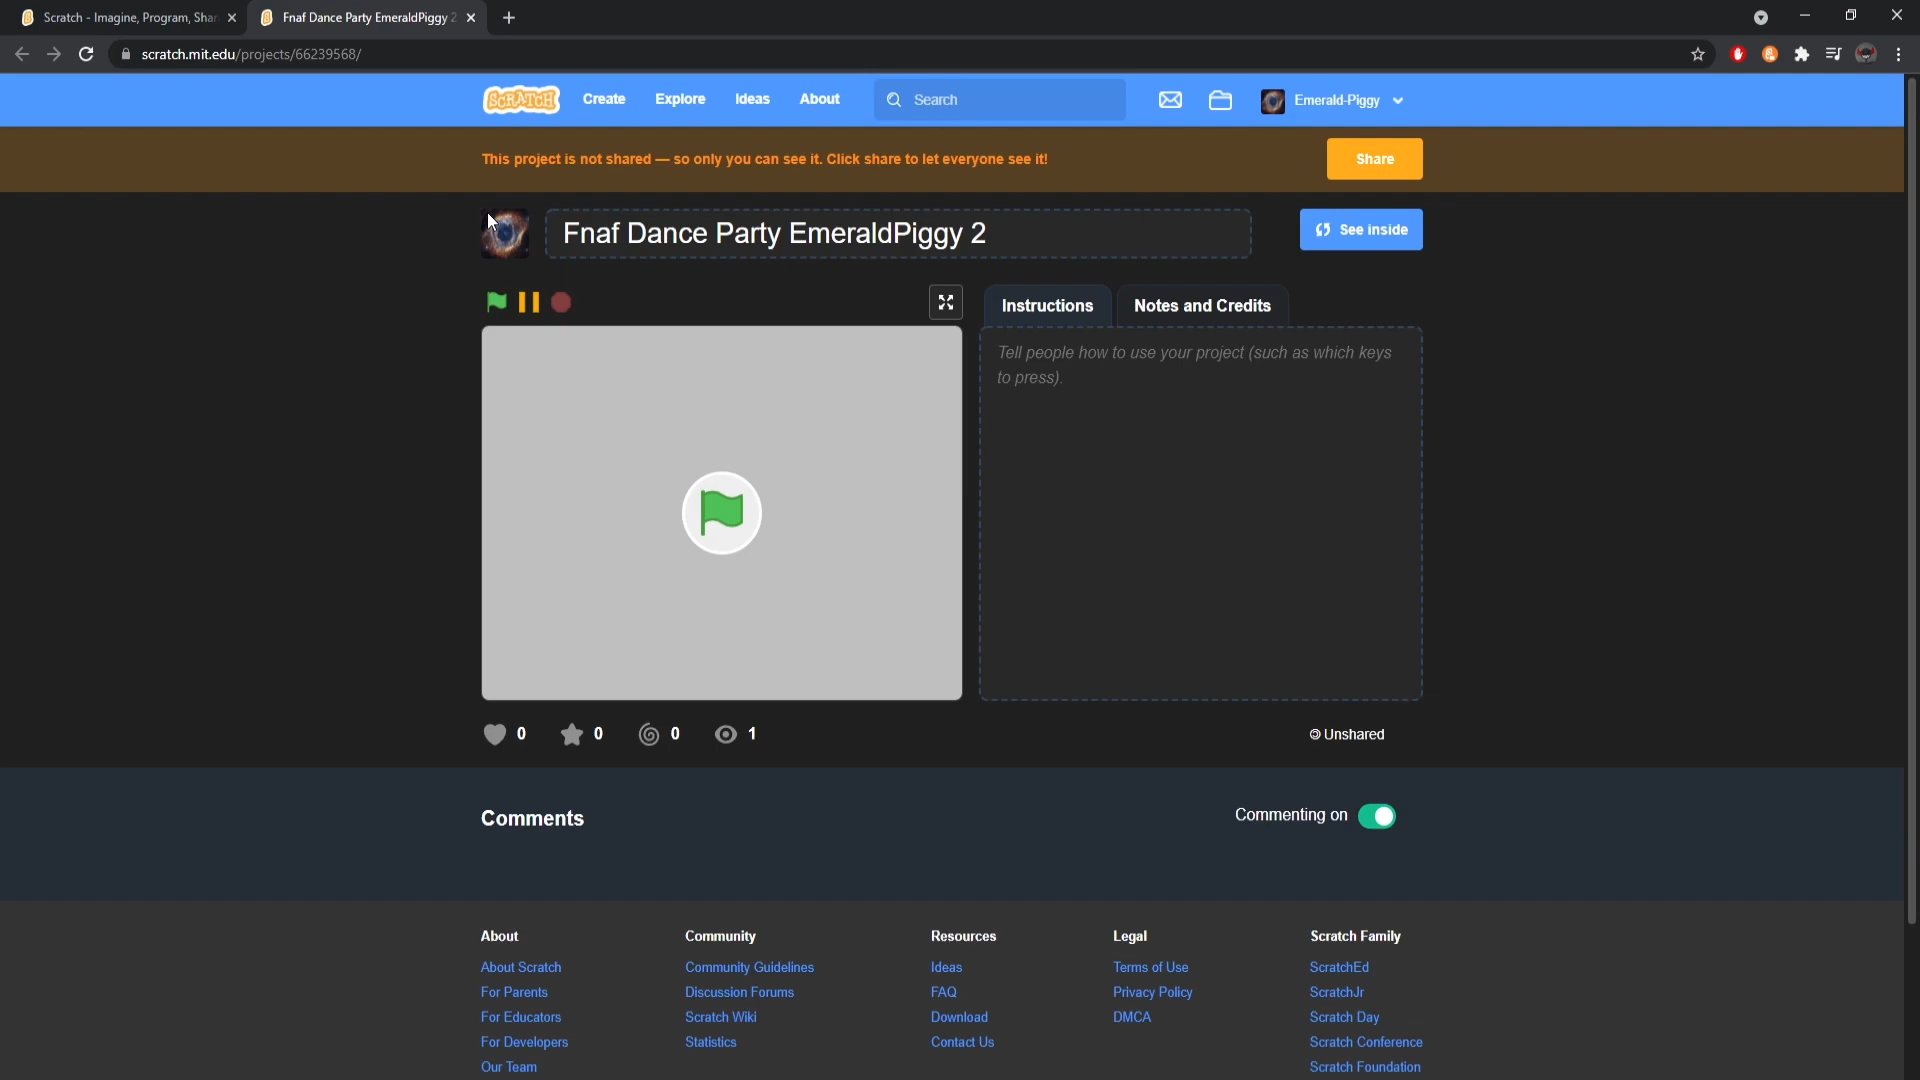 Scratch - Imagine, Program, Shar
Fnaf Dance Party EmeraldPiggy 2
scratch.mit.edu/projects/66239568/
SCRATCH
Create
Explore
Ideas
About
Search
Emerald-Piggy
This project is not shared — so only you can see it. Click share to let everyone see it!
Share
Fnaf Dance Party EmeraldPiggy 2
See inside
Instructions
Notes and Credits
Tell people how to use your project (such as which keys
to press).
0
0
0
1
Unshared
Comments
Commenting on
About
Community
Resources
Legal
Scratch Family
About Scratch
Community Guidelines
Ideas
Terms of Use
ScratchEd
For Parents
Discussion Forums
FAQ
Privacy Policy
ScratchJr
For Educators
Scratch Wiki
Download
DMCA
Scratch Day
For Developers
Statistics
Contact Us
Scratch Conference
Our Team
Scratch Foundation